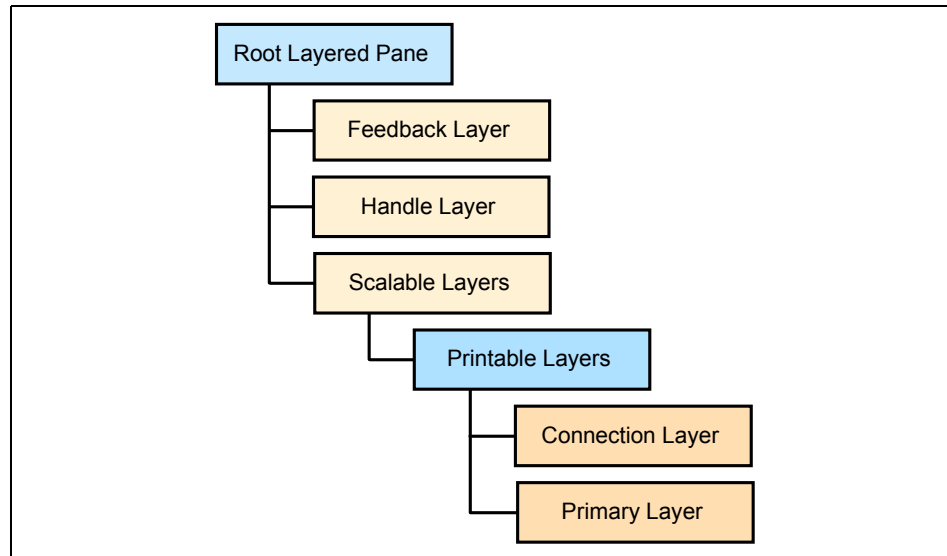 Root Layered Pane
Feedback Layer
Handle Layer
Scalable Layers
Printable Layers
Connection Layer
Primary Layer